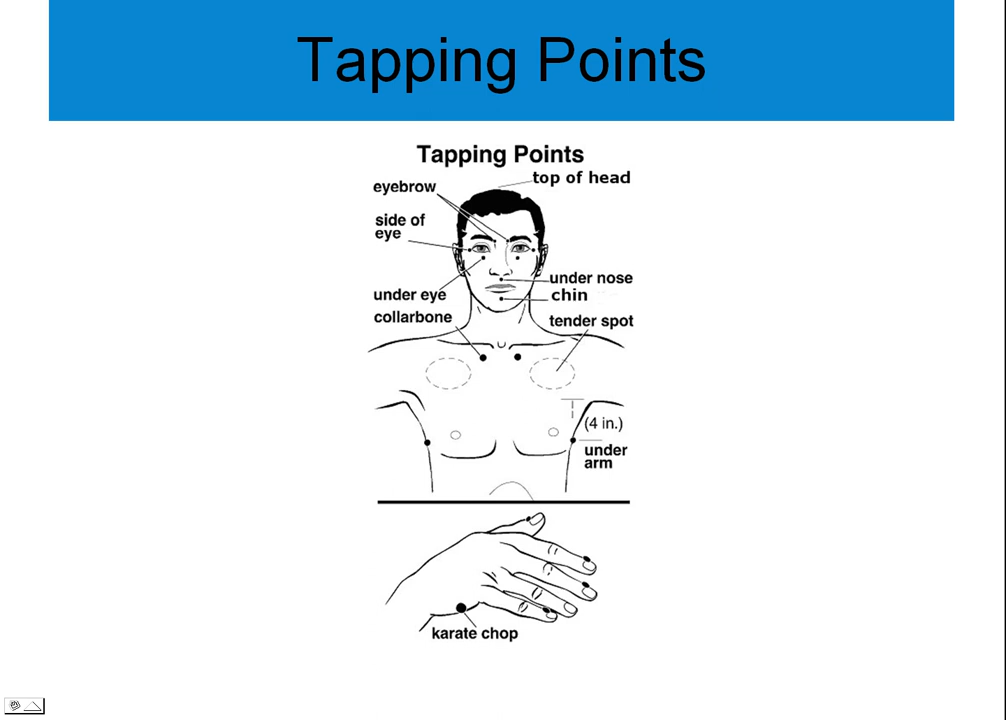 Tapping Points
Tapping Points
top of head
eyebrow
side of
eye
under nose
under eye
chin
collarbone
tender spot
(4 in.)
under
arm
karate chop